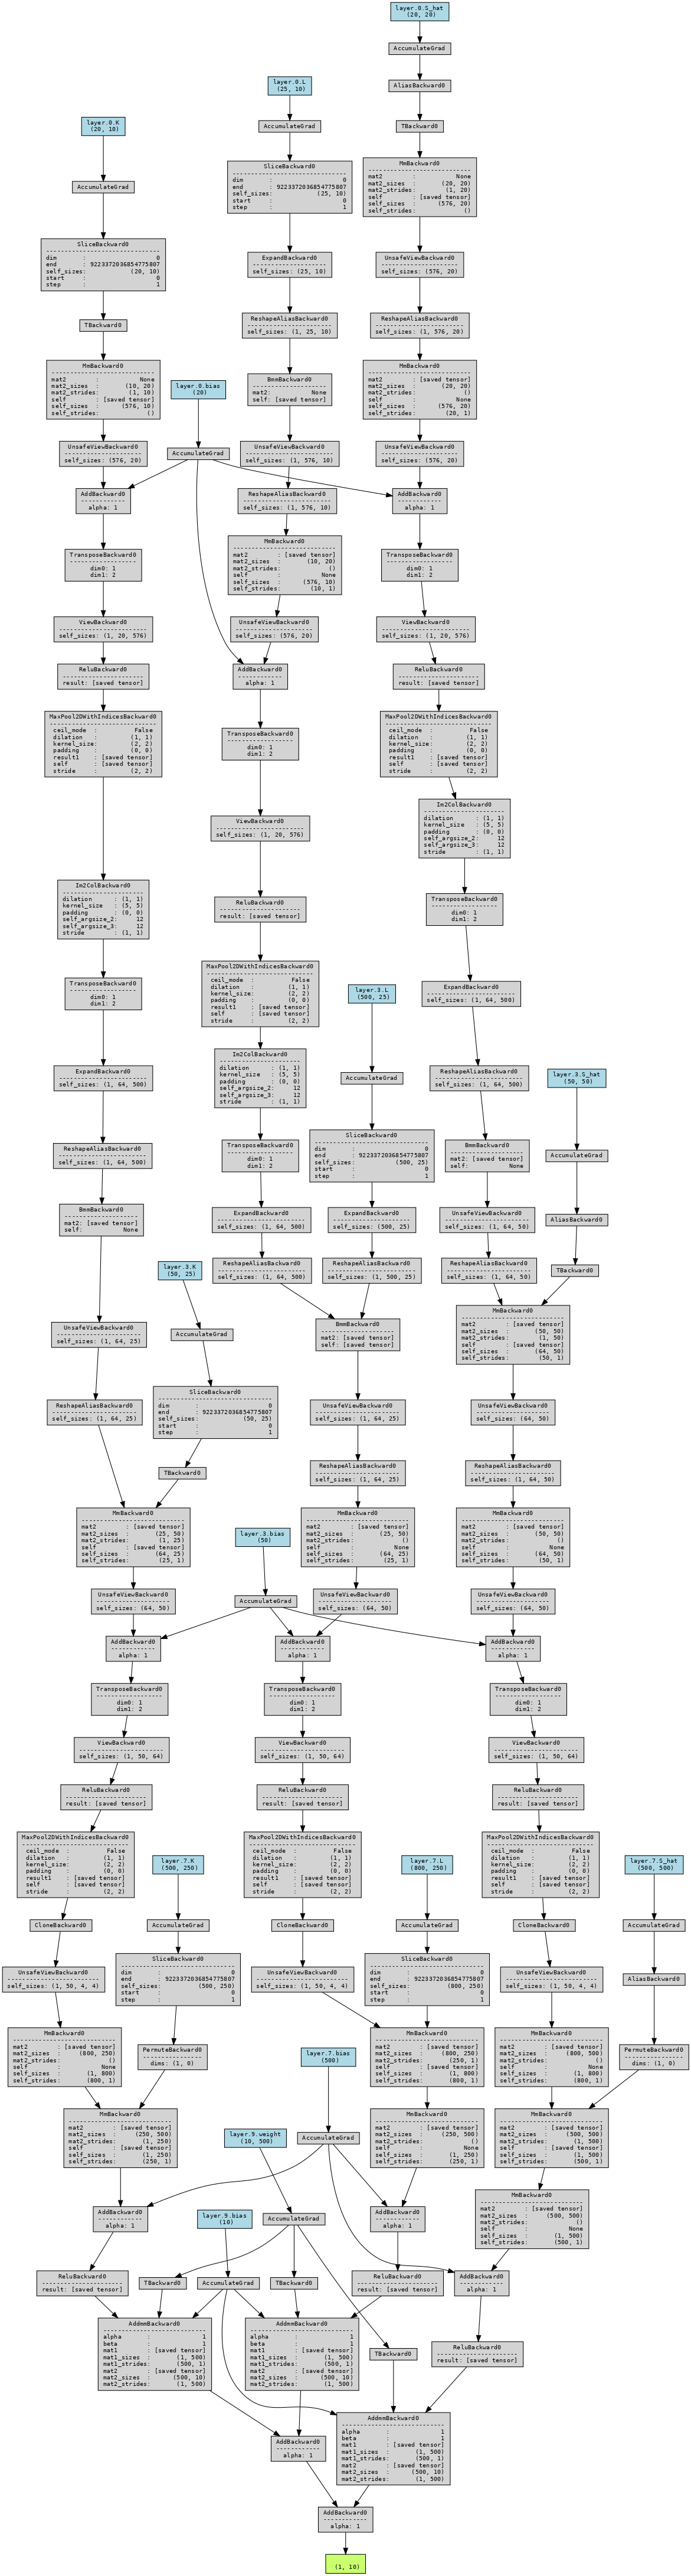 layer.0.S_hat
(20, 20)
AccumulateGrad
layer.0.L
(25, 10)
AliasBackward0
layer.0.K
(20, 10)
AccumulateGrad
TBackward0
SliceBackward0
dim : 0
end : 9223372036854775807
self_sizes: (25, 10)
start : 0
step : 1
MmBackward0
mat2 : None
mat2_sizes : (20, 20)
mat2_strides: (1, 20)
self : [saved tensor]
self_sizes : (576, 20)
self_strides: ()
AccumulateGrad
SliceBackward0
dim : 0
end : 9223372036854775807
self_sizes: (20, 10)
start : 0
step : 1
ExpandBackward0
self_sizes: (25, 10)
UnsafeViewBackward0
self_sizes: (576, 20)
TBackward0
ReshapeAliasBackward0
self_sizes: (1, 25, 10)
ReshapeAliasBackward0
self_sizes: (1, 576, 20)
MmBackward0
mat2 : None
mat2_sizes : (10, 20)
mat2_strides: (1, 10)
self : [saved tensor]
self_sizes : (576, 10)
self_strides: ()
layer.0.bias
(20)
BmmBackward0
mat2: None
self: [saved tensor]
MmBackward0
mat2 : [saved tensor]
mat2_sizes : (20, 20)
mat2_strides: ()
self : None
self_sizes : (576, 20)
self_strides: (20, 1)
UnsafeViewBackward0
self_sizes: (576, 20)
AccumulateGrad
UnsafeViewBackward0
self_sizes: (1, 576, 10)
UnsafeViewBackward0
self_sizes: (576, 20)
AddBackward0
alpha: 1
ReshapeAliasBackward0
self_sizes: (1, 576, 10)
AddBackward0
alpha: 1
TransposeBackward0
dim0: 1
dim1: 2
MmBackward0
mat2 : [saved tensor]
mat2_sizes : (10, 20)
mat2_strides: ()
self : None
self_sizes : (576, 10)
self_strides: (10, 1)
TransposeBackward0
dim0: 1
dim1: 2
ViewBackward0
self_sizes: (1, 20, 576)
UnsafeViewBackward0
self_sizes: (576, 20)
ViewBackward0
self_sizes: (1, 20, 576)
ReluBackward0
result: [saved tensor]
AddBackward0
alpha: 1
ReluBackward0
result: [saved tensor]
MaxPool2DWithIndicesBackward0
ceil_mode : False
dilation : (1, 1)
kernel_size: (2, 2)
padding : (0, 0)
result1 : [saved tensor]
self : [saved tensor]
stride : (2, 2)
TransposeBackward0
dim0: 1
dim1: 2
MaxPool2DWithIndicesBackward0
ceil_mode : False
dilation : (1, 1)
kernel_size: (2, 2)
padding : (0, 0)
result1 : [saved tensor]
self : [saved tensor]
stride : (2, 2)
ViewBackward0
self_sizes: (1, 20, 576)
Im2ColBackward0
dilation : (1, 1)
kernel_size : (5, 5)
padding : (0, 0)
self_argsize_2: 12
self_argsize_3: 12
stride : (1, 1)
Im2ColBackward0
dilation : (1, 1)
kernel_size : (5, 5)
padding : (0, 0)
self_argsize_2: 12
self_argsize_3: 12
stride : (1, 1)
ReluBackward0
result: [saved tensor]
TransposeBackward0
dim0: 1
dim1: 2
TransposeBackward0
dim0: 1
dim1: 2
MaxPool2DWithIndicesBackward0
ceil_mode : False
dilation : (1, 1)
kernel_size: (2, 2)
padding : (0, 0)
result1 : [saved tensor]
self : [saved tensor]
stride : (2, 2)
layer.3.L
(500, 25)
ExpandBackward0
self_sizes: (1, 64, 500)
ExpandBackward0
self_sizes: (1, 64, 500)
Im2ColBackward0
dilation : (1, 1)
kernel_size : (5, 5)
padding : (0, 0)
self_argsize_2: 12
self_argsize_3: 12
stride : (1, 1)
AccumulateGrad
ReshapeAliasBackward0
self_sizes: (1, 64, 500)
layer.3.S_hat
(50, 50)
ReshapeAliasBackward0
self_sizes: (1, 64, 500)
TransposeBackward0
dim0: 1
dim1: 2
SliceBackward0
dim : 0
end : 9223372036854775807
self_sizes: (500, 25)
start : 0
step : 1
BmmBackward0
mat2: [saved tensor]
self: None
AccumulateGrad
BmmBackward0
mat2: [saved tensor]
self: None
ExpandBackward0
self_sizes: (1, 64, 500)
ExpandBackward0
self_sizes: (500, 25)
UnsafeViewBackward0
self_sizes: (1, 64, 50)
AliasBackward0
layer.3.K
(50, 25)
ReshapeAliasBackward0
self_sizes: (1, 64, 500)
ReshapeAliasBackward0
self_sizes: (1, 500, 25)
ReshapeAliasBackward0
self_sizes: (1, 64, 50)
TBackward0
UnsafeViewBackward0
self_sizes: (1, 64, 25)
AccumulateGrad
BmmBackward0
mat2: [saved tensor]
self: [saved tensor]
MmBackward0
mat2 : [saved tensor]
mat2_sizes : (50, 50)
mat2_strides: (1, 50)
self : [saved tensor]
self_sizes : (64, 50)
self_strides: (50, 1)
ReshapeAliasBackward0
self_sizes: (1, 64, 25)
SliceBackward0
dim : 0
end : 9223372036854775807
self_sizes: (50, 25)
start : 0
step : 1
UnsafeViewBackward0
self_sizes: (1, 64, 25)
UnsafeViewBackward0
self_sizes: (64, 50)
TBackward0
ReshapeAliasBackward0
self_sizes: (1, 64, 25)
ReshapeAliasBackward0
self_sizes: (1, 64, 50)
MmBackward0
mat2 : [saved tensor]
mat2_sizes : (25, 50)
mat2_strides: (1, 25)
self : [saved tensor]
self_sizes : (64, 25)
self_strides: (25, 1)
layer.3.bias
(50)
MmBackward0
mat2 : [saved tensor]
mat2_sizes : (25, 50)
mat2_strides: ()
self : None
self_sizes : (64, 25)
self_strides: (25, 1)
MmBackward0
mat2 : [saved tensor]
mat2_sizes : (50, 50)
mat2_strides: ()
self : None
self_sizes : (64, 50)
self_strides: (50, 1)
UnsafeViewBackward0
self_sizes: (64, 50)
AccumulateGrad
UnsafeViewBackward0
self_sizes: (64, 50)
UnsafeViewBackward0
self_sizes: (64, 50)
AddBackward0
alpha: 1
AddBackward0
alpha: 1
AddBackward0
alpha: 1
TransposeBackward0
dim0: 1
dim1: 2
TransposeBackward0
dim0: 1
dim1: 2
TransposeBackward0
dim0: 1
dim1: 2
ViewBackward0
self_sizes: (1, 50, 64)
ViewBackward0
self_sizes: (1, 50, 64)
ViewBackward0
self_sizes: (1, 50, 64)
ReluBackward0
result: [saved tensor]
ReluBackward0
result: [saved tensor]
ReluBackward0
result: [saved tensor]
MaxPool2DWithIndicesBackward0
ceil_mode : False
dilation : (1, 1)
kernel_size: (2, 2)
padding : (0, 0)
result1 : [saved tensor]
self : [saved tensor]
stride : (2, 2)
layer.7.K
(500, 250)
MaxPool2DWithIndicesBackward0
ceil_mode : False
dilation : (1, 1)
kernel_size: (2, 2)
padding : (0, 0)
result1 : [saved tensor]
self : [saved tensor]
stride : (2, 2)
layer.7.L
(800, 250)
MaxPool2DWithIndicesBackward0
ceil_mode : False
dilation : (1, 1)
kernel_size: (2, 2)
padding : (0, 0)
result1 : [saved tensor]
self : [saved tensor]
stride : (2, 2)
layer.7.S_hat
(500, 500)
CloneBackward0
AccumulateGrad
CloneBackward0
AccumulateGrad
CloneBackward0
AccumulateGrad
UnsafeViewBackward0
self_sizes: (1, 50, 4, 4)
SliceBackward0
dim : 0
end : 9223372036854775807
self_sizes: (500, 250)
start : 0
step : 1
UnsafeViewBackward0
self_sizes: (1, 50, 4, 4)
SliceBackward0
dim : 0
end : 9223372036854775807
self_sizes: (800, 250)
start : 0
step : 1
UnsafeViewBackward0
self_sizes: (1, 50, 4, 4)
AliasBackward0
MmBackward0
mat2 : [saved tensor]
mat2_sizes : (800, 250)
mat2_strides: ()
self : None
self_sizes : (1, 800)
self_strides: (800, 1)
PermuteBackward0
dims: (1, 0)
layer.7.bias
(500)
MmBackward0
mat2 : [saved tensor]
mat2_sizes : (800, 250)
mat2_strides: (250, 1)
self : [saved tensor]
self_sizes : (1, 800)
self_strides: (800, 1)
MmBackward0
mat2 : [saved tensor]
mat2_sizes : (800, 500)
mat2_strides: ()
self : None
self_sizes : (1, 800)
self_strides: (800, 1)
PermuteBackward0
dims: (1, 0)
MmBackward0
mat2 : [saved tensor]
mat2_sizes : (250, 500)
mat2_strides: (1, 250)
self : [saved tensor]
self_sizes : (1, 250)
self_strides: (250, 1)
layer.9.weight
(10, 500)
AccumulateGrad
MmBackward0
mat2 : [saved tensor]
mat2_sizes : (250, 500)
mat2_strides: ()
self : None
self_sizes : (1, 250)
self_strides: (250, 1)
MmBackward0
mat2 : [saved tensor]
mat2_sizes : (500, 500)
mat2_strides: (1, 500)
self : [saved tensor]
self_sizes : (1, 500)
self_strides: (500, 1)
AddBackward0
alpha: 1
layer.9.bias
(10)
AccumulateGrad
AddBackward0
alpha: 1
MmBackward0
mat2 : [saved tensor]
mat2_sizes : (500, 500)
mat2_strides: ()
self : None
self_sizes : (1, 500)
self_strides: (500, 1)
ReluBackward0
result: [saved tensor]
TBackward0
AccumulateGrad
TBackward0
ReluBackward0
result: [saved tensor]
AddBackward0
alpha: 1
AddmmBackward0
alpha : 1
beta : 1
mat1 : [saved tensor]
mat1_sizes : (1, 500)
mat1_strides: (500, 1)
mat2 : [saved tensor]
mat2_sizes : (500, 10)
mat2_strides: (1, 500)
AddmmBackward0
alpha : 1
beta : 1
mat1 : [saved tensor]
mat1_sizes : (1, 500)
mat1_strides: (500, 1)
mat2 : [saved tensor]
mat2_sizes : (500, 10)
mat2_strides: (1, 500)
TBackward0
ReluBackward0
result: [saved tensor]
AddBackward0
alpha: 1
AddmmBackward0
alpha : 1
beta : 1
mat1 : [saved tensor]
mat1_sizes : (1, 500)
mat1_strides: (500, 1)
mat2 : [saved tensor]
mat2_sizes : (500, 10)
mat2_strides: (1, 500)
AddBackward0
alpha: 1
(1, 10)